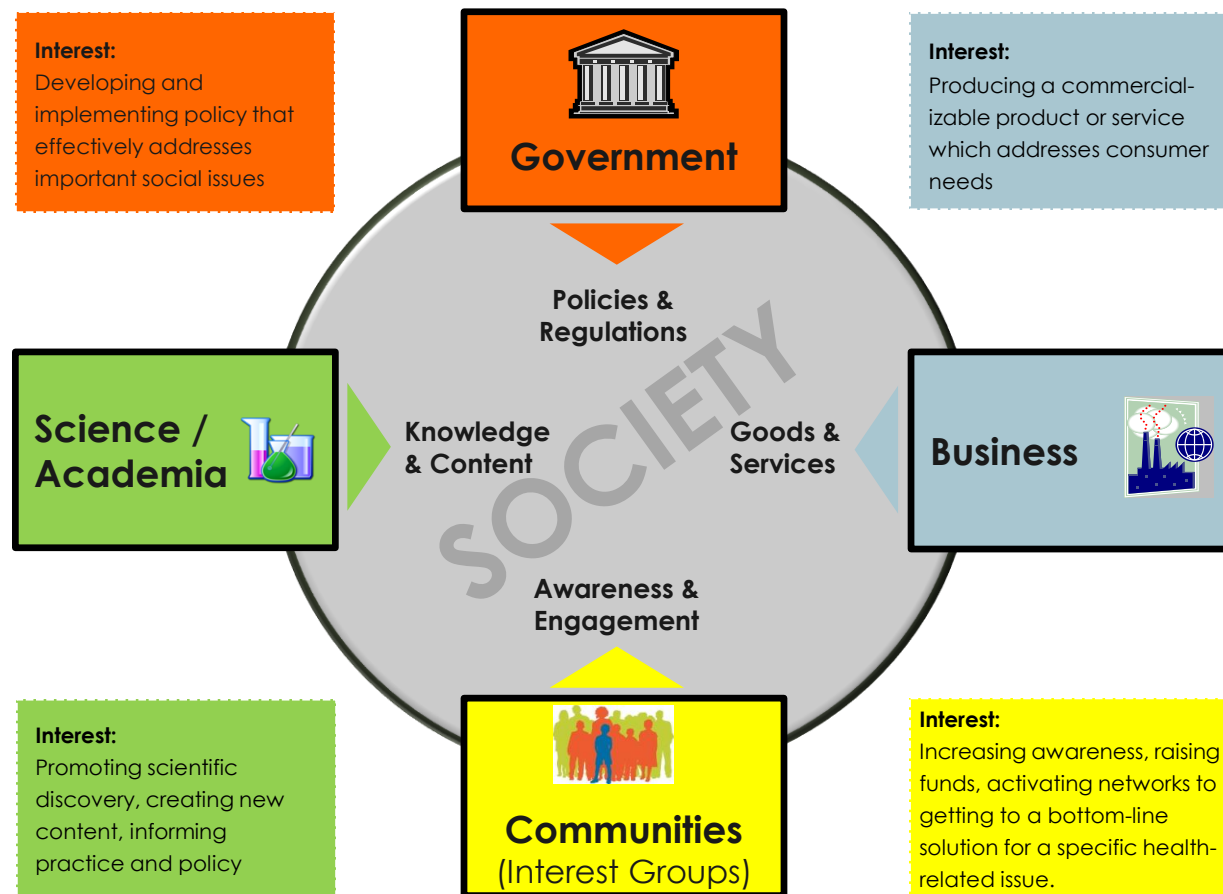 Interest:
Developing and
implementing policy that
effectively addresses
important social issues
Government
Interest:
Producing a commercial-
izable product or service
which addresses consumer
needs
Policies &
Regulations
SOCIETY
Science /
Academia
Knowledge
& Content
Goods &
Services
Business
Awareness &
Engagement
Interest:
Promoting scientific
discovery, creating new
content, informing
practice and policy
Communities
(Interest Groups)
Interest:
Increasing awareness, raising
funds, activating networks to
getting to a bottom-line
solution for a specific health-
related issue.